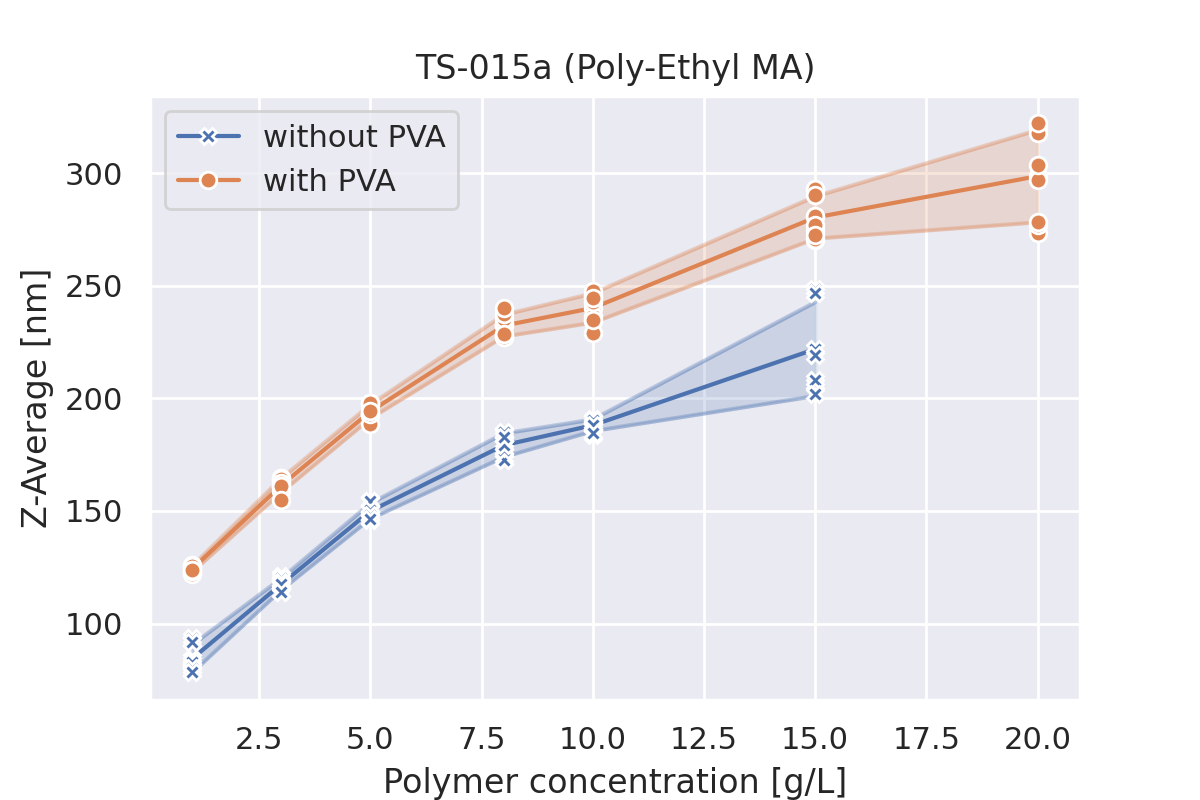 TS-015a (Poly-Ethyl MA)
without PVA
with PVA
300
250
200
150
100
Z-Average [nm]
2.5 5.0 7.5 10.0 12.5 15.0 17.5 20.0
Polymer concentration [g/L]